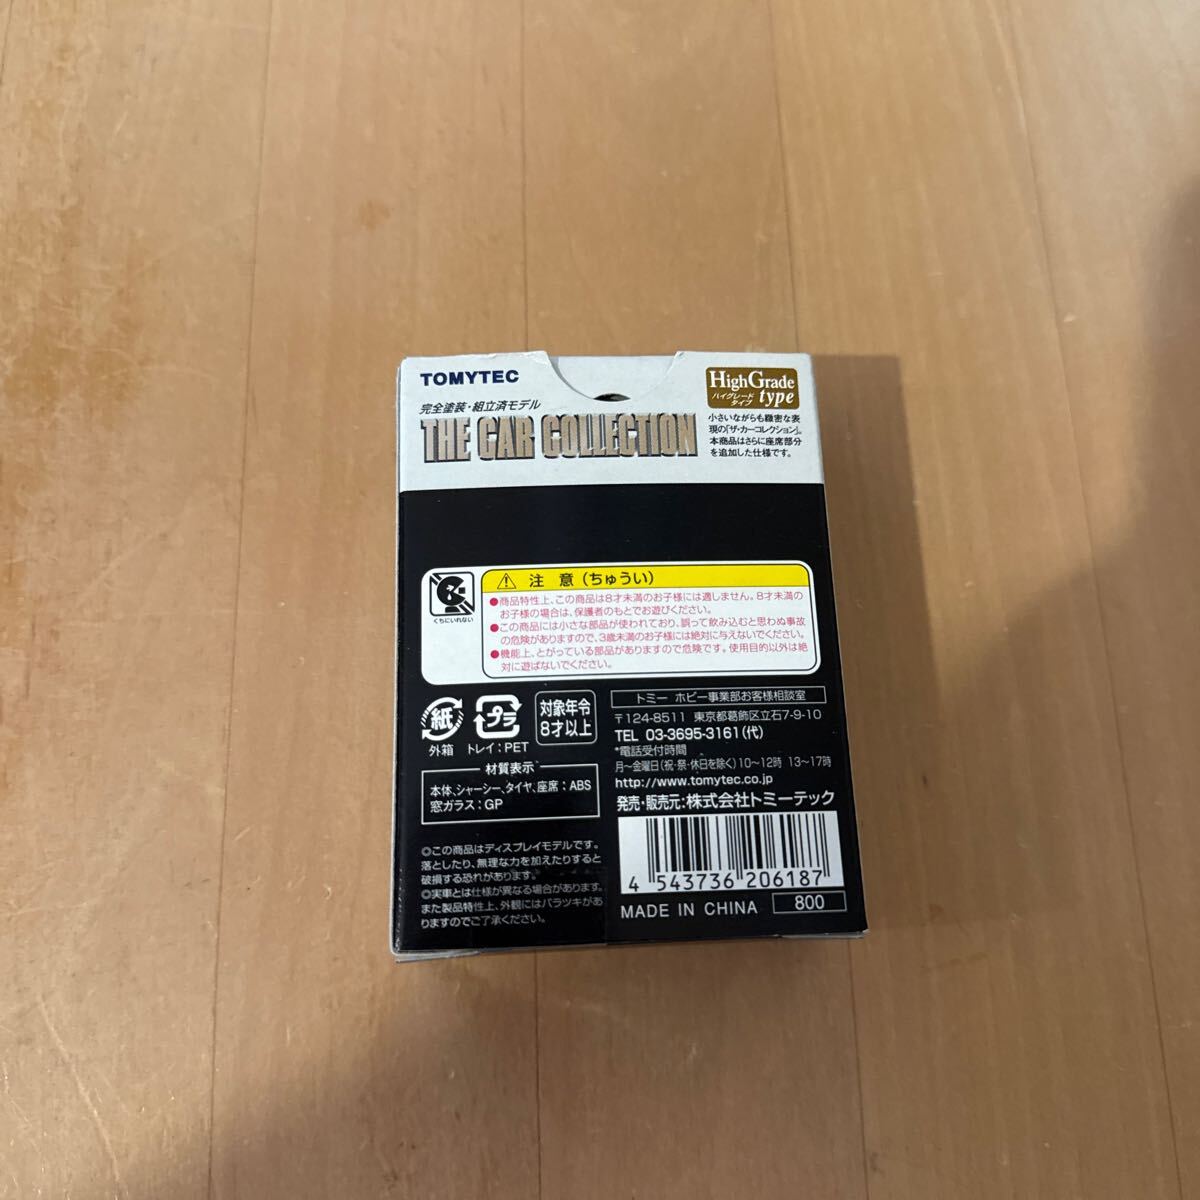 TOMYTEC
完全塗装・組立済モデル
THE CAR COLLECTION
HighGrade
ハイグレード
タイプ
type
小さいながらも緻密な表
現の「ザ・カーコレクション」。
本商品はさらに座席部分
を追加した仕様です。
くちにいれない
注 意（ちゅうい）
●商品特性上、この商品は8才未満のお子様には適しません。8才未満の
お子様の場合は、保護者のもとでお遊びください。
●この商品には小さな部品が使われており、誤って飲み込むと思わぬ事故
の危険がありますので、3歳未満のお子様には絶対に与えないでください。
●機能上、とがっている部品がありますので危険です。使用目的以外は絶
対に遊ばないでください。
紙
外箱
プラ
トレイ：PET
対象年令
8才以上
材質表示
本体、シャーシー、タイヤ、座席：ABS
窓ガラス：GP
◎この商品はディスプレイモデルです。
落としたり、無理な力を加えたりすると
破損する恐れがあります。
◎実車とは仕様が異なる場合があります。
また製品特性上、外観にはバラツキがあ
りますのでご了承ください。
トミー ホビー事業部お客様相談室
〒124-8511 東京都葛飾区立石7-9-10
TEL 03-3695-3161(代)
*電話受付時間
月～金曜日(祝・祭・休日を除く)10～12時 13～17時
http://www.tomytec.co.jp
発売・販売元：株式会社トミーテック
4 543736 206187
MADE IN CHINA 800